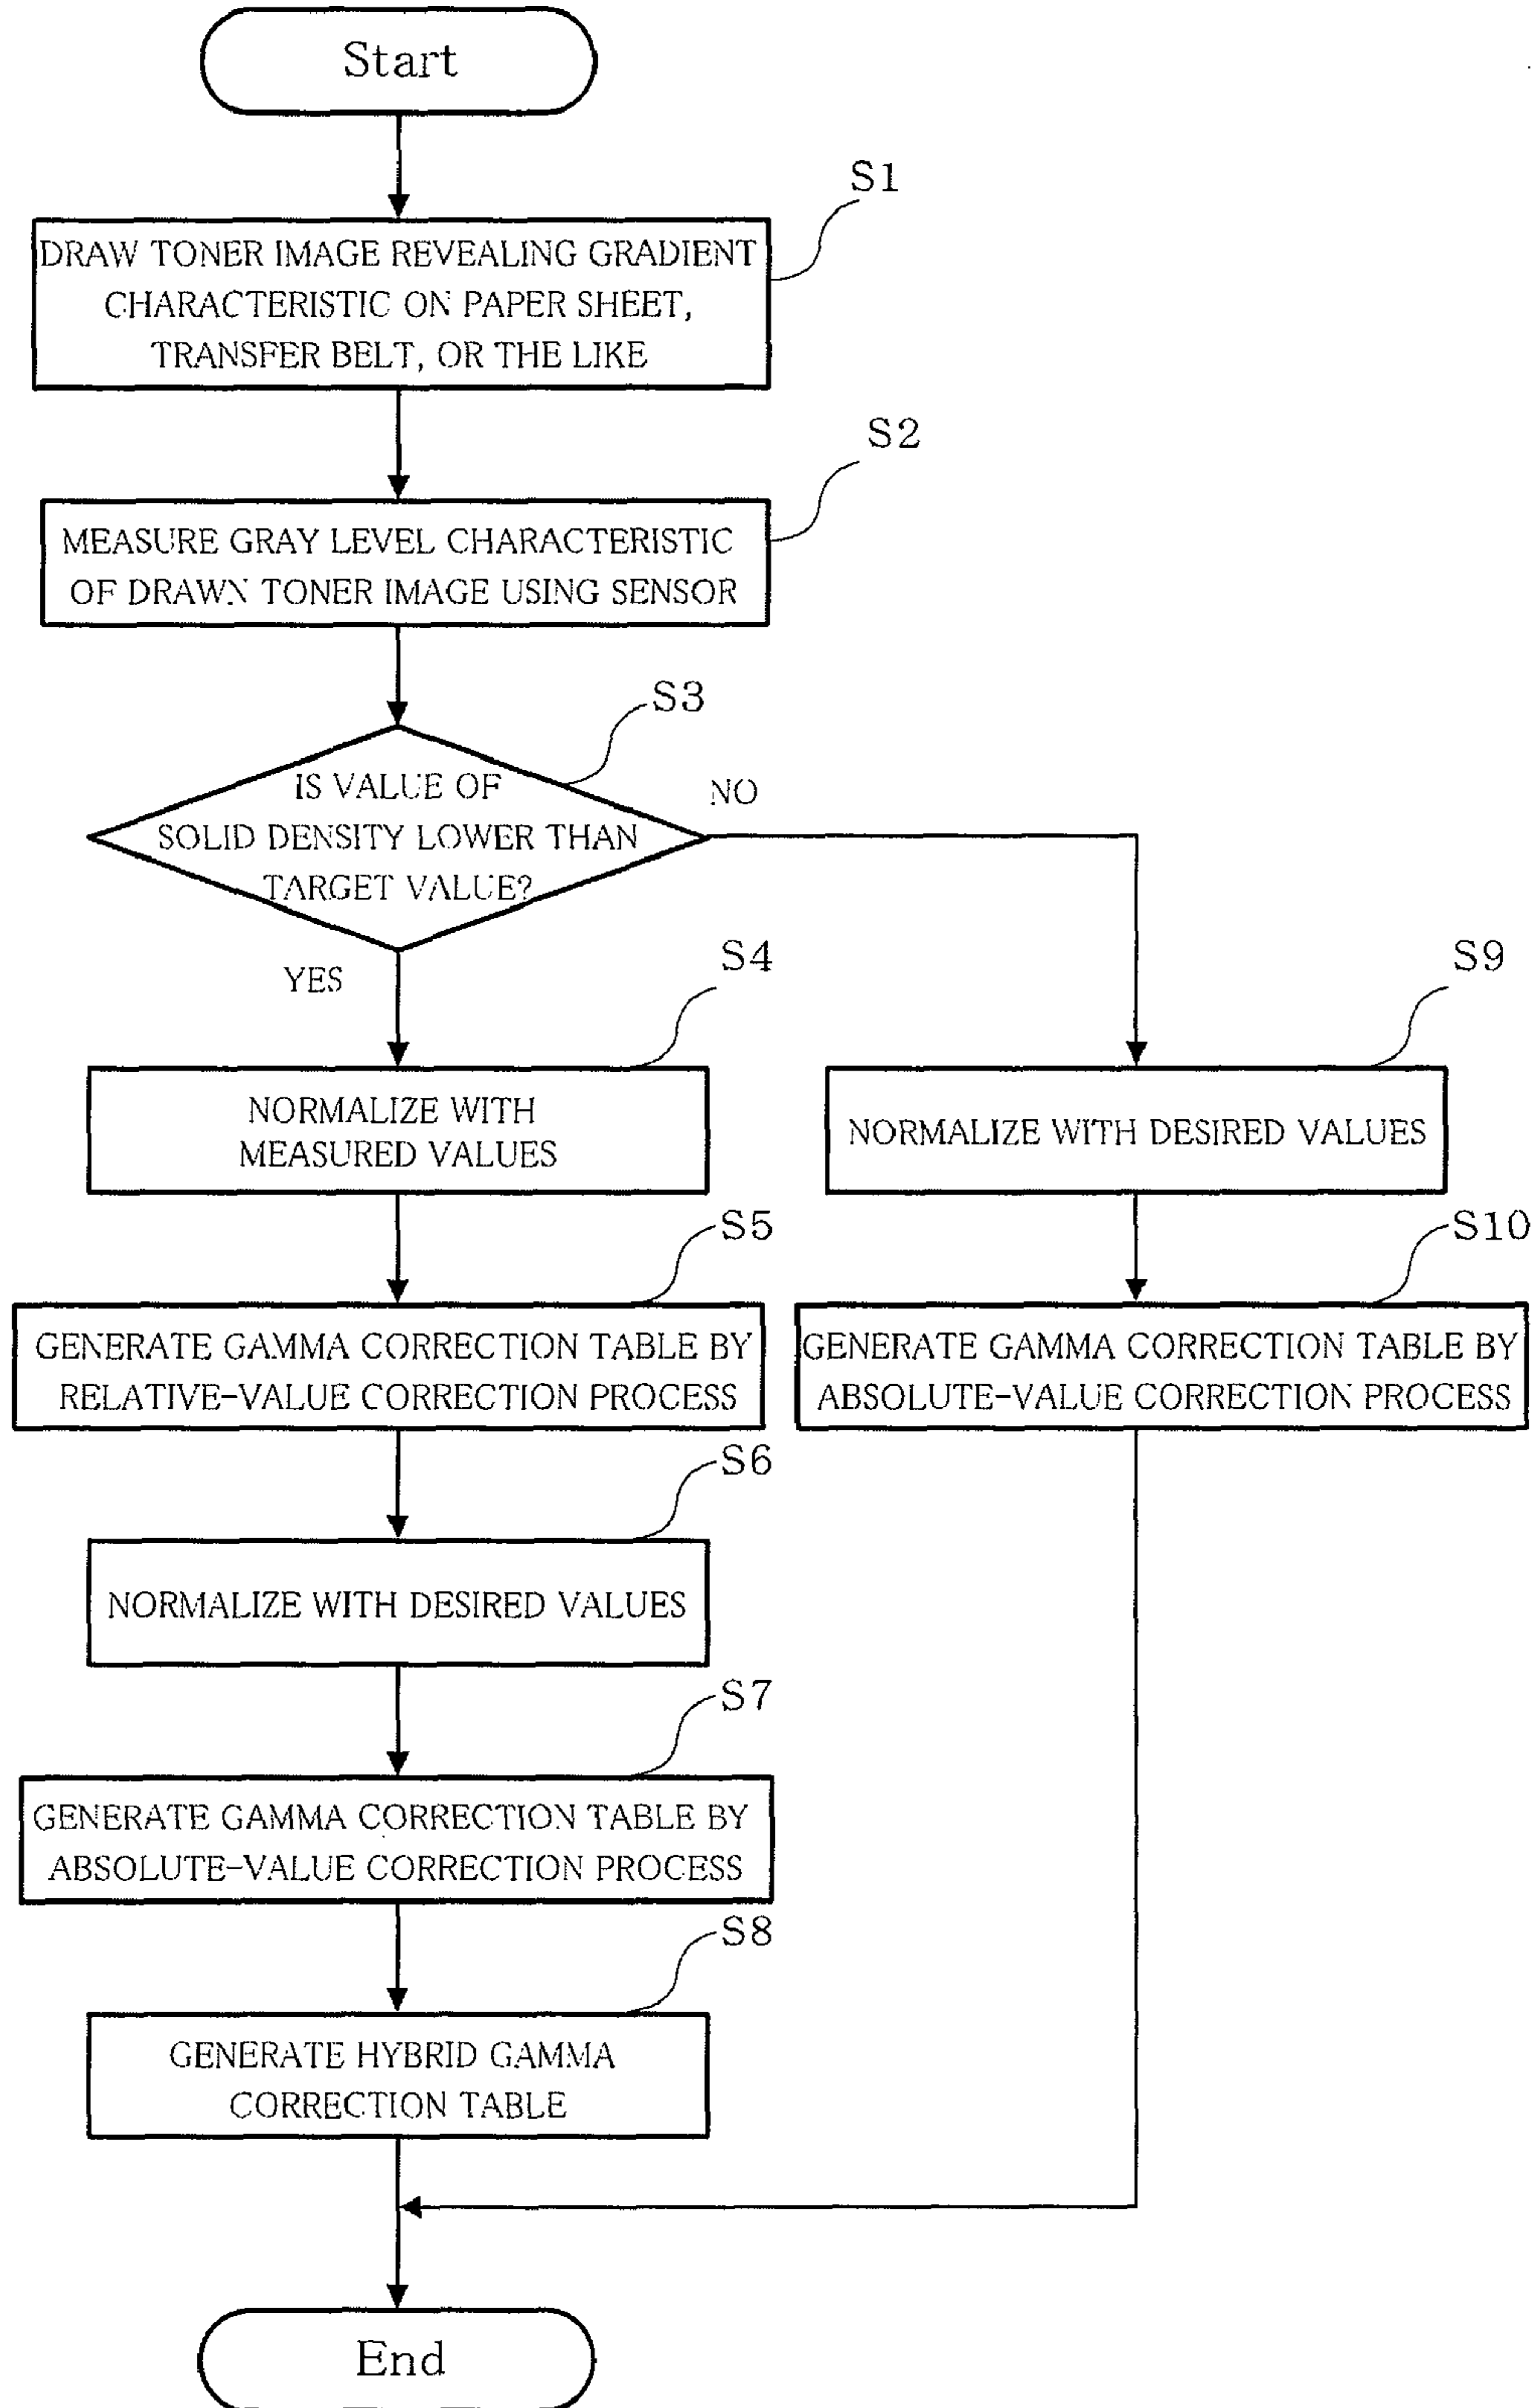 Start
S1
DRAW TONER IMAGE REVEALING GRADIENT
CHARACTERISTIC ON PAPER SHEET,
TRANSFER BELT, OR THE LIKE
S2
MEASURE GRAY LEVEL CHARACTERISTIC
OF DRAWN TONER IMAGE USING SENSOR
S3
IS VALUE OF
SOLID DENSITY LOWER THAN
TARGET VALUE?
NO
YES
S4
NORMALIZE WITH
MEASURED VALUES
S9
NORMALIZE WITH DESIRED VALUES
S5
GENERATE GAMMA CORRECTION TABLE BY
RELATIVE-VALUE CORRECTION PROCESS
S10
GENERATE GAMMA CORRECTION TABLE BY
ABSOLUTE-VALUE CORRECTION PROCESS
S6
NORMALIZE WITH DESIRED VALUES
S7
GENERATE GAMMA CORRECTION TABLE BY
ABSOLUTE-VALUE CORRECTION PROCESS
S8
GENERATE HYBRID GAMMA
CORRECTION TABLE
End